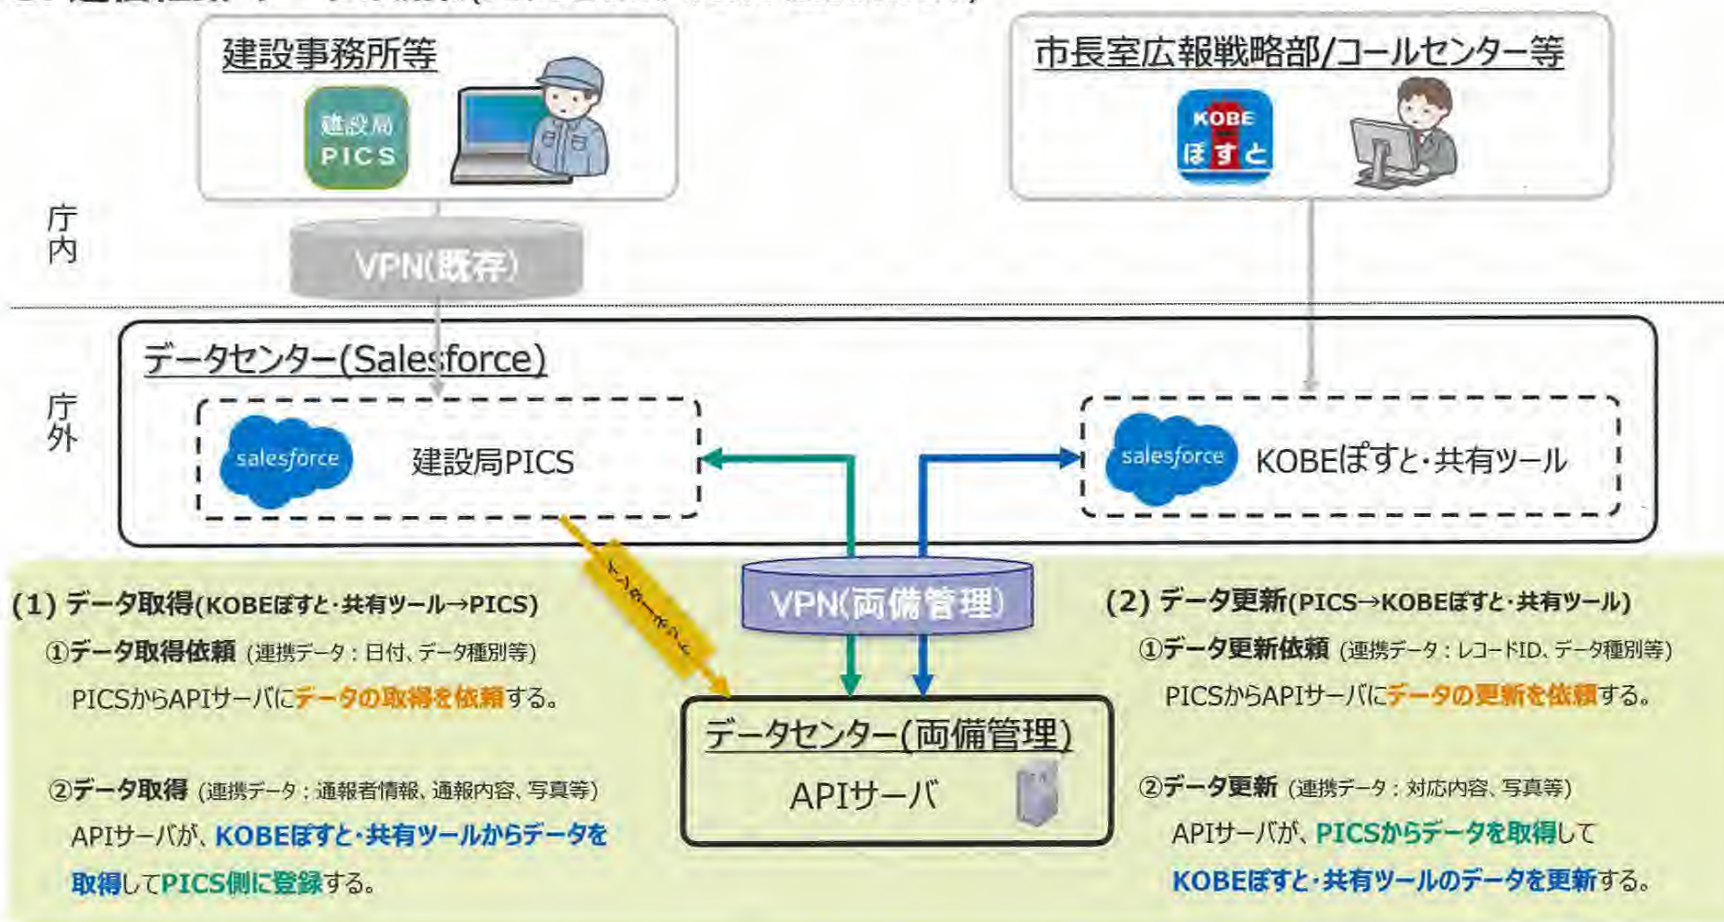 建設事務所等
建設局
PICS
市長室広報戦略部/コールセンター等
KOBE
ぽすと
庁内
VPN(既存)
庁外
データセンター(Salesforce)
salesforce
建設局PICS
salesforce
KOBEぽすと・共有ツール
インターネット
VPN(両備管理)
(1) データ取得(KOBEぽすと・共有ツール→PICS)
①データ取得依頼 (連携データ：日付、データ種別等)
PICSからAPIサーバにデータの取得を依頼する。
②データ取得 (連携データ：通報者情報、通報内容、写真等)
APIサーバが、KOBEぽすと・共有ツールからデータを
取得してPICS側に登録する。
データセンター(両備管理)
APIサーバ
(2) データ更新(PICS→KOBEぽすと・共有ツール)
①データ更新依頼 (連携データ：レコードID、データ種別等)
PICSからAPIサーバにデータの更新を依頼する。
②データ更新 (連携データ：対応内容、写真等)
APIサーバが、PICSからデータを取得して
KOBEぽすと・共有ツールのデータを更新する。